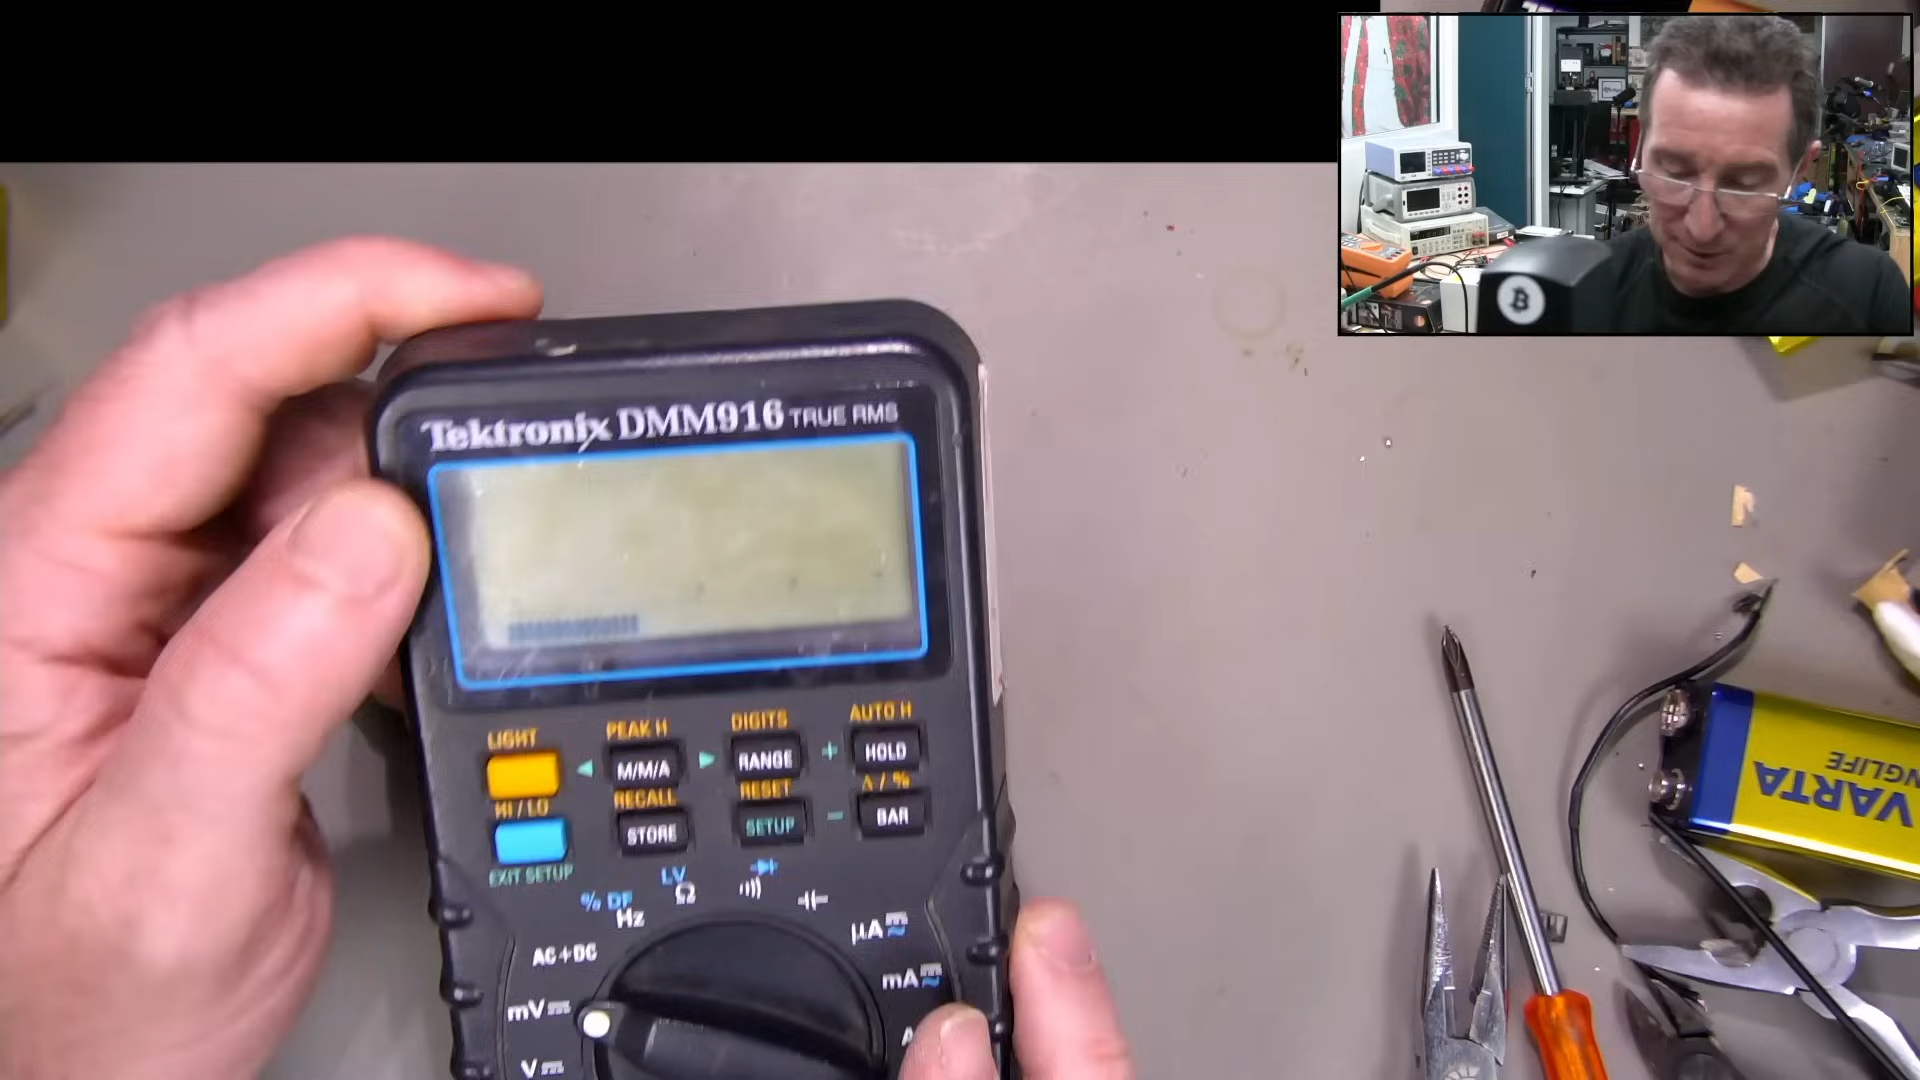 Tektronix DMM916 TRUE RMS
LIGHT PEAK H DIGITS AUTO H
M/M/A RANGE + HOLD
HI / LO RECALL RESET Δ / %
STORE SETUP - BAR
EXIT SETUP
LV
% DF Ω
Hz
µA
AC+DC
mA
mV
A
V
VARTA
NGLIFE